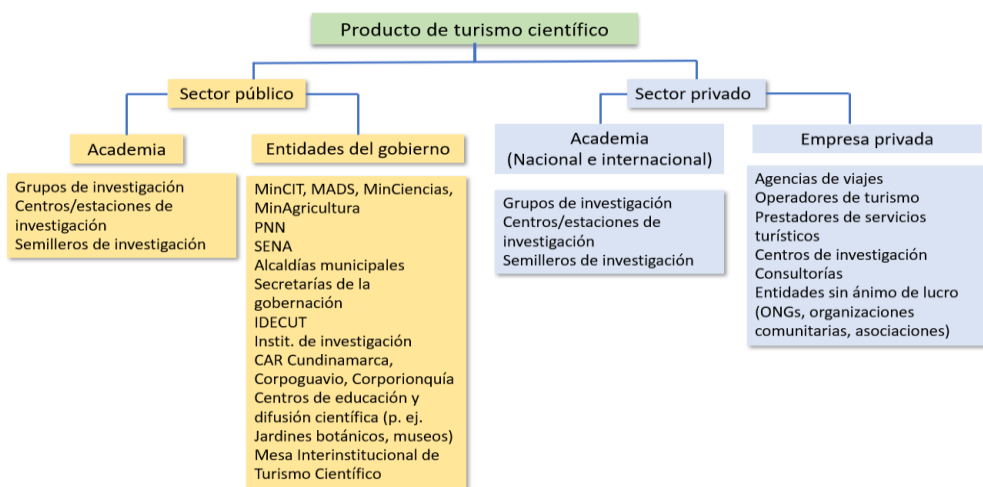 Producto de turismo científico
Sector público
Academia
Grupos de investigación
Centros/estaciones de
investigación
Semilleros de investigación
Entidades del gobierno
MinCIT, MADS, MinCiencias,
MinAgricultura
PNN
SENA
Alcaldías municipales
Secretarías de la
gobernación
IDECUT
Instit. de investigación
CAR Cundinamarca,
Corpoguavio, Corporionquía
Centros de educación y
difusión científica (p. ej.
Jardines botánicos, museos)
Mesa Interinstitucional de
Turismo Científico
Sector privado
Academia
(Nacional e internacional)
Grupos de investigación
Centros/estaciones de
investigación
Semilleros de investigación
Empresa privada
Agencias de viajes
Operadores de turismo
Prestadores de servicios
turísticos
Centros de investigación
Consultorías
Entidades sin ánimo de lucro
(ONGs, organizaciones
comunitarias, asociaciones)